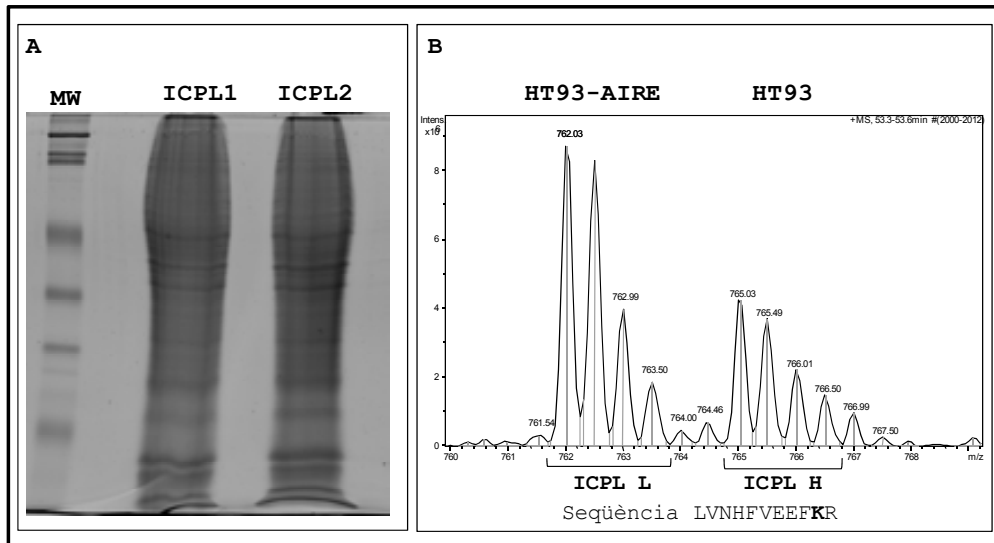 A
MW ICPL1 ICPL2
B
HT93-AIRE HT93
Intens
x10 6
+MS, 53.3-53.6min #(2000-2012)
8
6
4
2
0
762.03
762.99
763.50
761.54
764.00
764.46
765.03
765.49
766.01
766.50
766.99
767.50
760 761 762 763 764 765 766 767 768 m/z
ICPL L ICPL H
Seqüència LVNHFVEEFKR